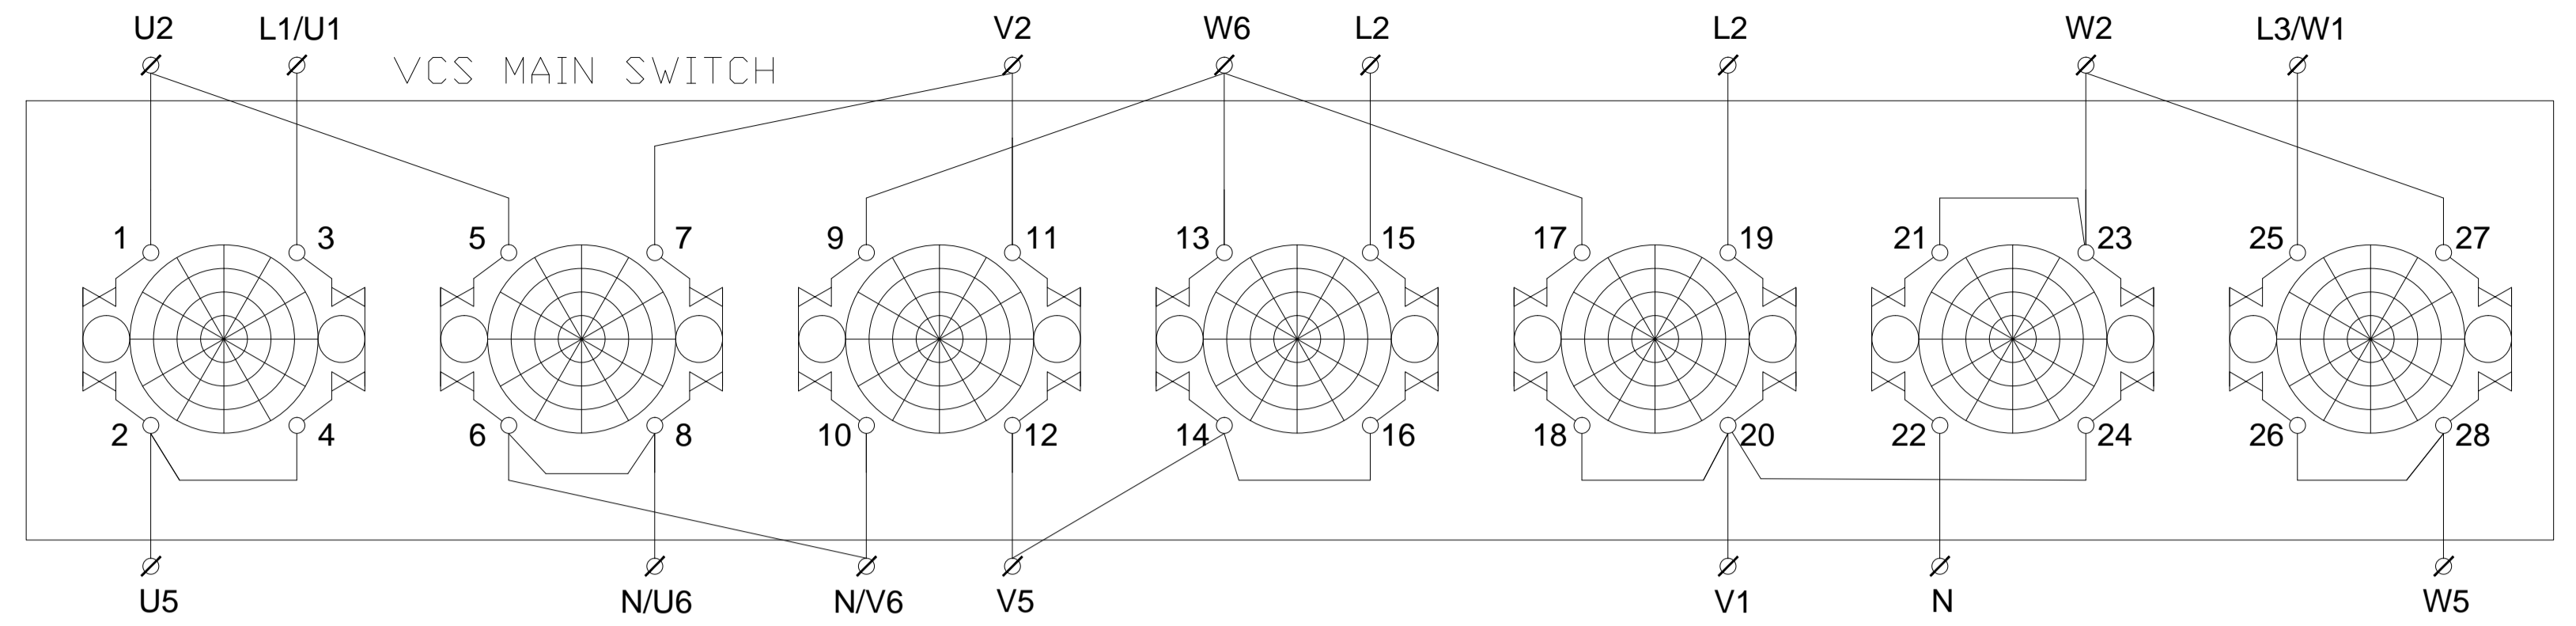 U2 L1/U1 V2 W6 L2 L2 W2 L3/W1
VCS MAIN SWITCH
1 3 5 7 9 11 13 15 17 19 21 23 25 27
2 4 6 8 10 12 14 16 18 20 22 24 26 28
U5 N/U6 N/V6 V5 V1 N W5